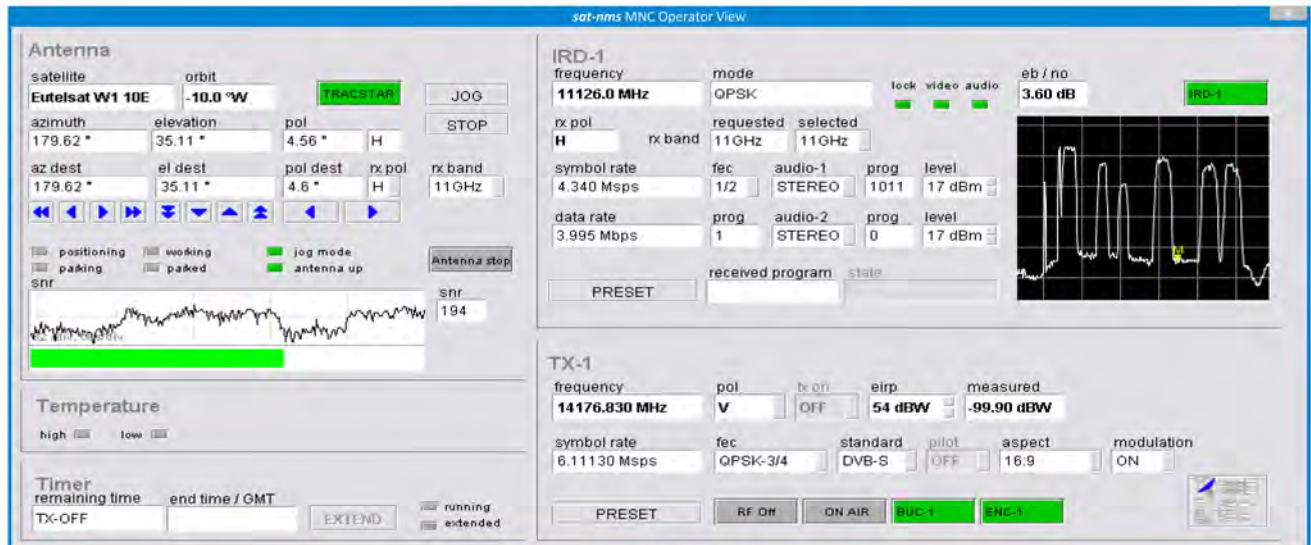 sat-nms MNC Operator View
Antenna
satellite orbit
Eutelsat W1 10E -10.0 °W TRACSTAR JOG
azimuth elevation pol STOP
179.62 ° 35.11 ° 4.56 ° H
az dest el dest pol dest rx pol rx band
179.62 ° 35.11 ° 4.6 ° H 11GHz
positioning working jog mode
parking parked antenna up Antenna stop
snr snr
194
Temperature
high low
Timer
remaining time end time / GMT running
TX-OFF EXTEND extended
IRD-1
frequency mode lock video audio eb / no
11126.0 MHz QPSK 3.60 dB IRD-1
rx pol requested selected
H rx band 11GHz 11GHz
symbol rate fec audio-1 prog level
4.340 Msps 1/2 STEREO 1011 17 dBm
data rate prog audio-2 prog level
3.995 Mbps 1 STEREO 0 17 dBm
received program state
PRESET
M
TX-1
frequency pol tx on eirp measured
14176.830 MHz V OFF 54 dBW -99.90 dBW
symbol rate fec standard pilot aspect modulation
6.11130 Msps QPSK-3/4 DVB-S OFF 16:9 ON
PRESET RF Off ON AIR BUC-1 ENC-1